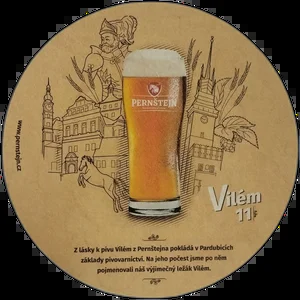 www.pernstejn.cz
PERNŠTEJN
Vilém
11°F
Z lásky k pivu Vilém z Pernštejna pokládá v Pardubicích
základy pivovarnictví. Na jeho počest jsme po něm
pojmenovali náš výjimečný ležák Vilém.